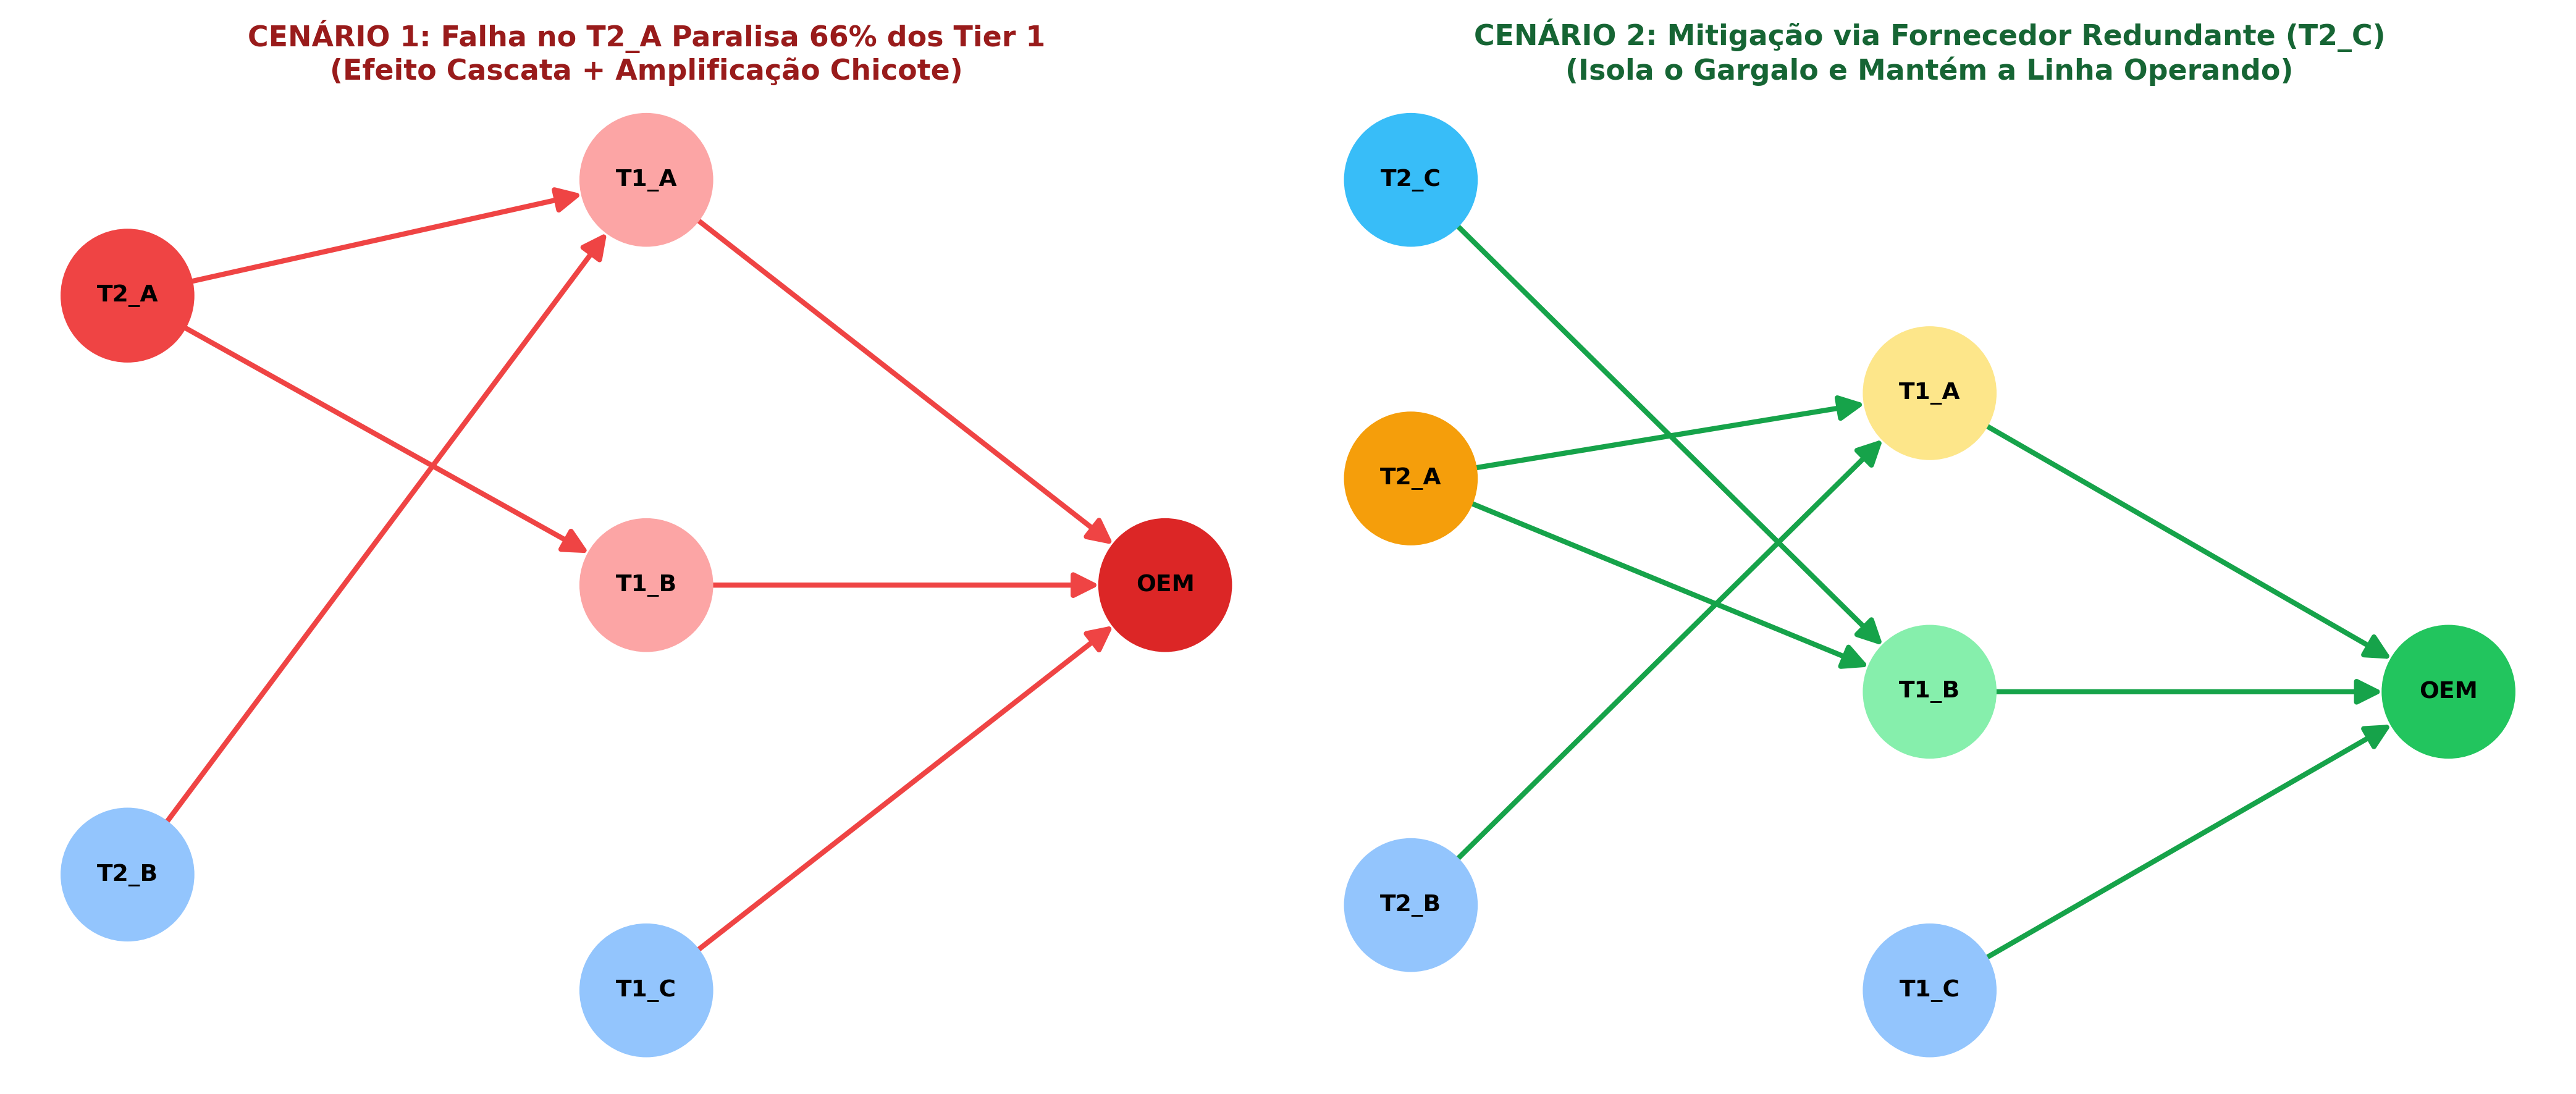 CENÁRIO 1: Falha no T2_A Paralisa 66% dos Tier 1
(Efeito Cascata + Amplificação Chicote)
T1_A
T2_A
T1_B
OEM
T2_B
T1_C
CENÁRIO 2: Mitigação via Fornecedor Redundante (T2_C)
(Isola o Gargalo e Mantém a Linha Operando)
T2_C
T1_A
T2_A
T1_B
OEM
T2_B
T1_C